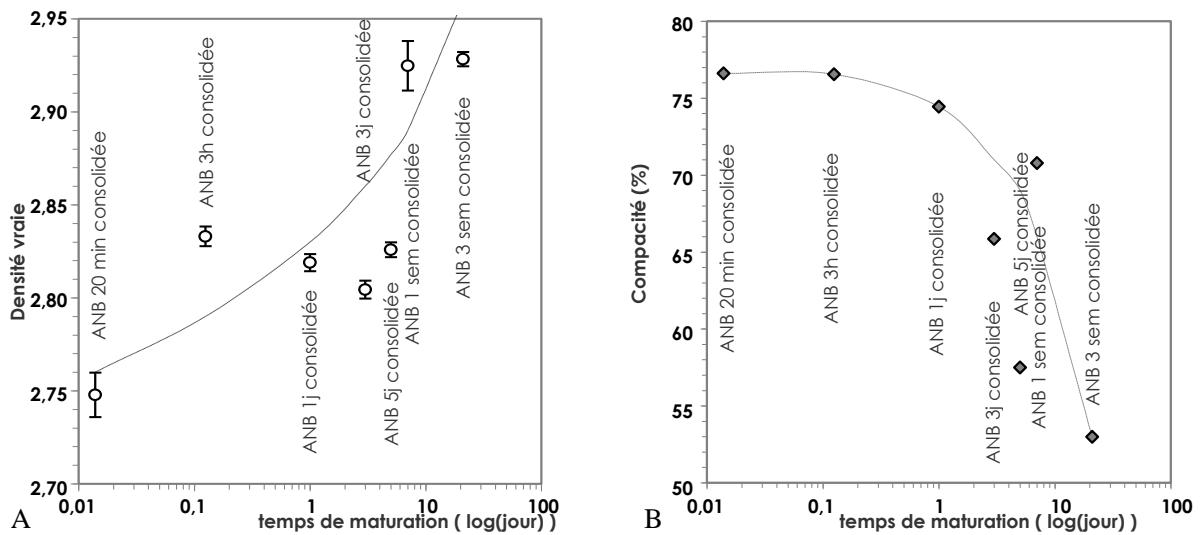 2,95
2,90
2,85
2,80
2,75
2,70
Densité vraie
ANB 20 min consolidée
ANB 3h consolidée
ANB 1j consolidée
ANB 3j consolidée
ANB 5j consolidée
ANB 1 sem consolidée
ANB 3 sem consolidée
0,01
0,1
1
10
100
temps de maturation ( log(jour) )
A
80
75
70
65
60
55
50
Compacité (%)
ANB 20 min consolidée
ANB 3h consolidée
ANB 1j consolidée
ANB 3j consolidée
ANB 5j consolidée
ANB 1 sem consolidée
ANB 3 sem consolidée
0,01
0,1
1
10
100
temps de maturation ( log(jour) )
B